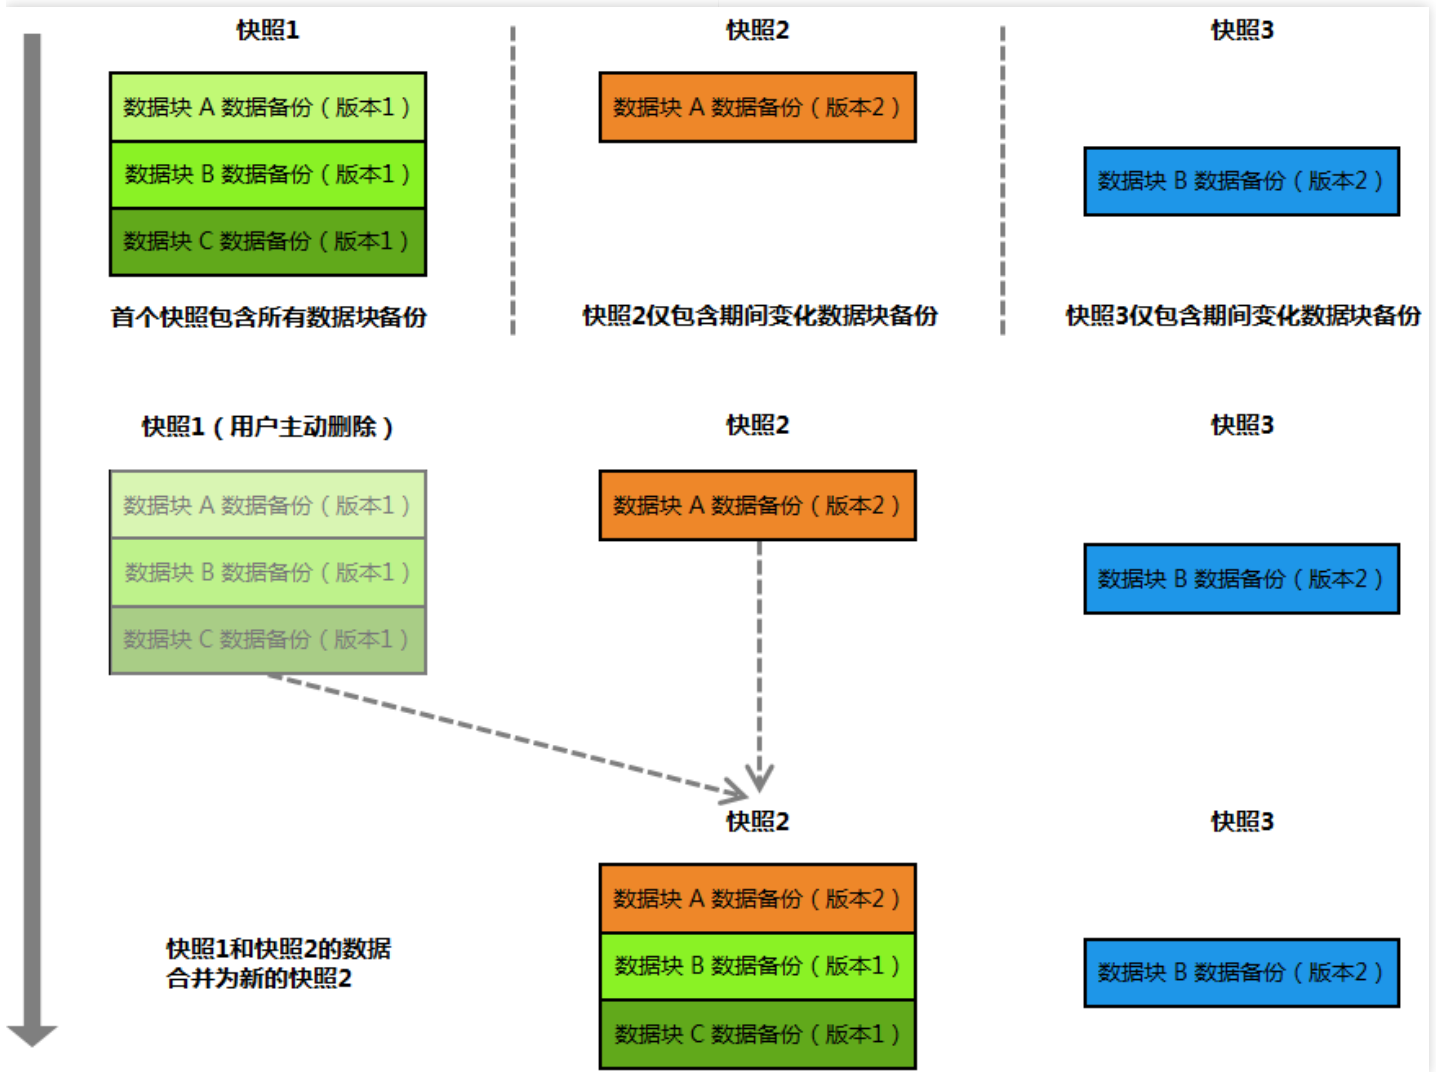 快照1
快照2
快照3
数据块 A 数据备份（版本1）
数据块 A 数据备份（版本2）
数据块 B 数据备份（版本1）
数据块 B 数据备份（版本2）
数据块 C 数据备份（版本1）
首个快照包含所有数据块备份
快照2仅包含期间变化数据块备份
快照3仅包含期间变化数据块备份
快照1（用户主动删除）
快照2
快照3
数据块 A 数据备份（版本1）
数据块 A 数据备份（版本2）
数据块 B 数据备份（版本1）
数据块 B 数据备份（版本2）
数据块 C 数据备份（版本1）
快照2
快照3
数据块 A 数据备份（版本2）
快照1和快照2的数据
合并为新的快照2
数据块 B 数据备份（版本1）
数据块 B 数据备份（版本2）
数据块 C 数据备份（版本1）